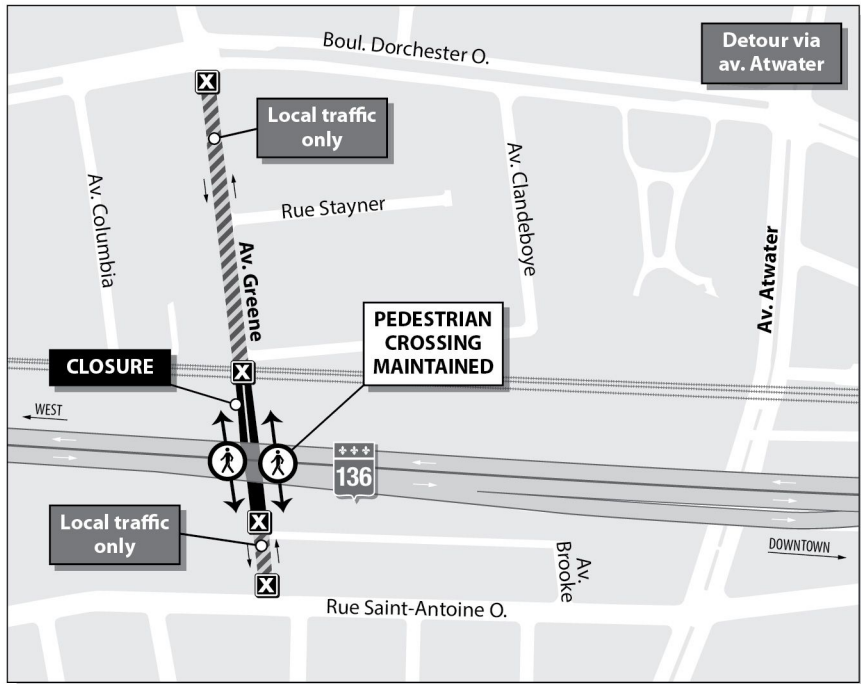 Boul. Dorchester O.
Detour via
av. Atwater
X
Local traffic
only
Av. Columbia
Rue Stayner
Av. Clandeboye
Av. Greene
Av. Atwater
PEDESTRIAN
CROSSING
MAINTAINED
CLOSURE
X
WEST
136
Local traffic
only
X
DOWNTOWN
Av.
Brooke
X
Rue Saint-Antoine O.